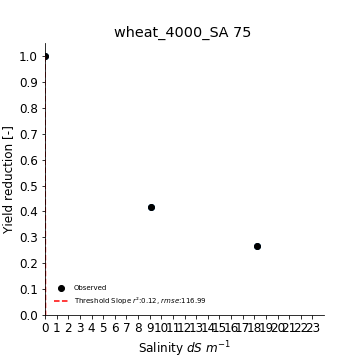 wheat_4000_SA 75
1.0
0.9
0.8
0.7
0.6
0.5
0.4
0.3
0.2
0.1
0.0
Yield reduction [-]
Observed
Threshold Slope r²:0.12, rmse:116.99
0 1 2 3 4 5 6 7 8 9 10 11 12 13 14 15 16 17 18 19 20 21 22 23
Salinity dS m⁻¹